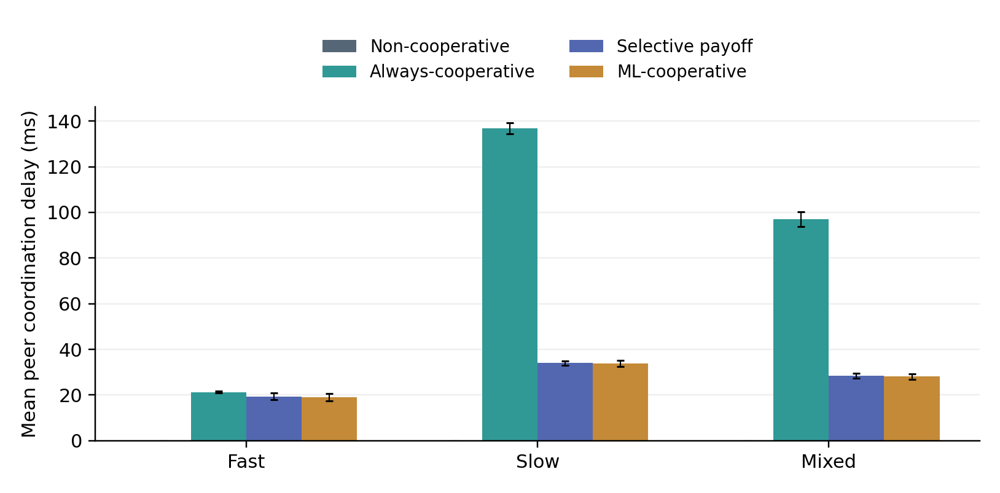 Non-cooperative
Always-cooperative
Selective payoff
ML-cooperative
Mean peer coordination delay (ms)
140
120
100
80
60
40
20
0
Fast
Slow
Mixed